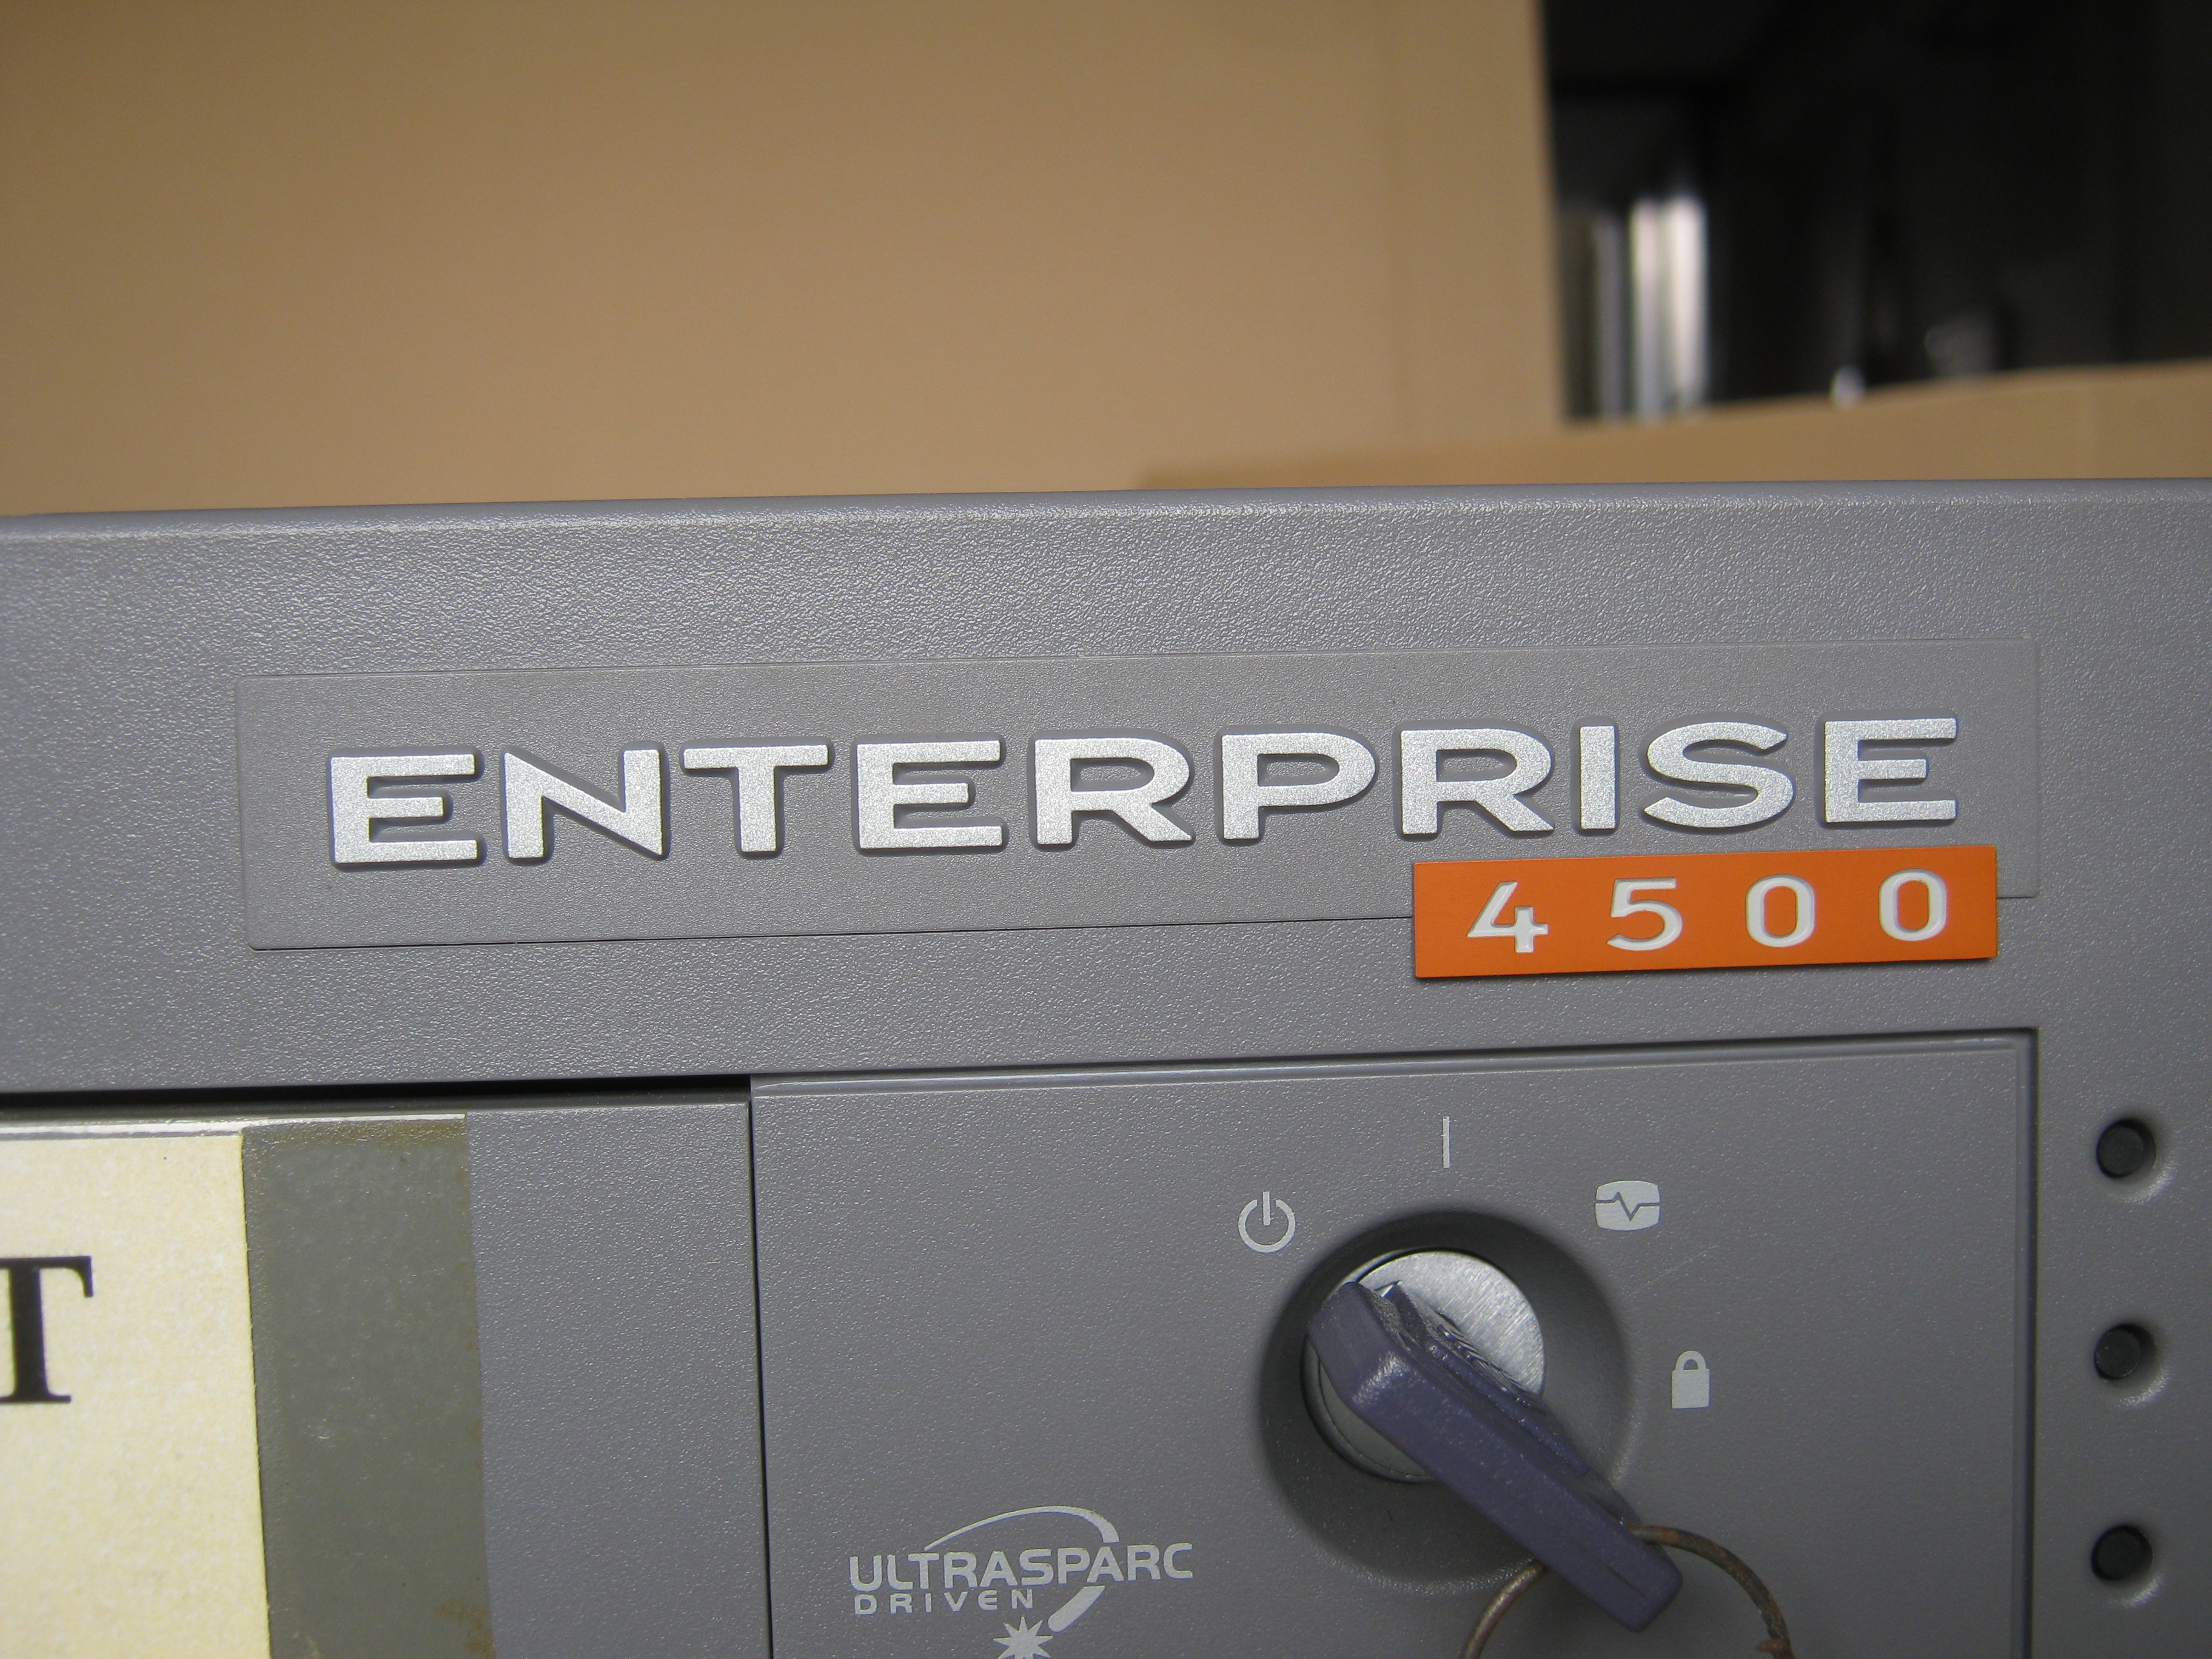 ENTERPRISE
4500
T
ULTRASPARC
DRIVEN